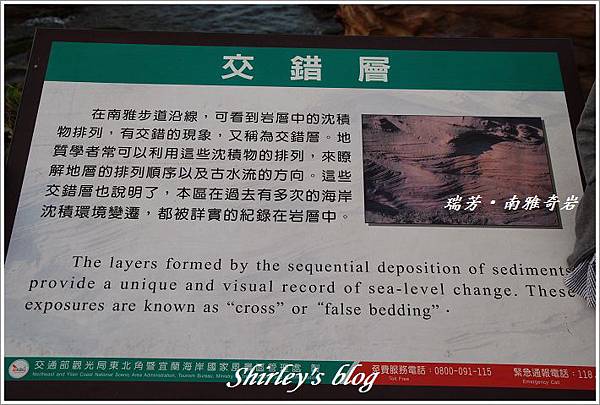 交錯層
在南雅步道沿線，可看到岩層中的沈積
物排列，有交錯的現象，又稱為交錯層。地
質學者常可以利用這些沈積物的排列，來瞭
解地層的排列順序以及古水流的方向。這些
交錯層也說明了，本區在過去有多次的海岸
沈積環境變遷，都被詳實的紀錄在岩層中。
瑞芳·南雅奇岩
The layers formed by the sequential deposition of sediments
provide a unique and visual record of sea-level change. These
exposures are known as “cross” or “false bedding”·
交通部觀光局東北角暨宜蘭海岸國家風景區管理處
Northeast and Yilan Coast National Scenic Area Administration, Tourism Bureau, Ministry
免費服務電話：0800-091-115
Toll Free
緊急通報電話：118
Emergency Call
Shirley's blog